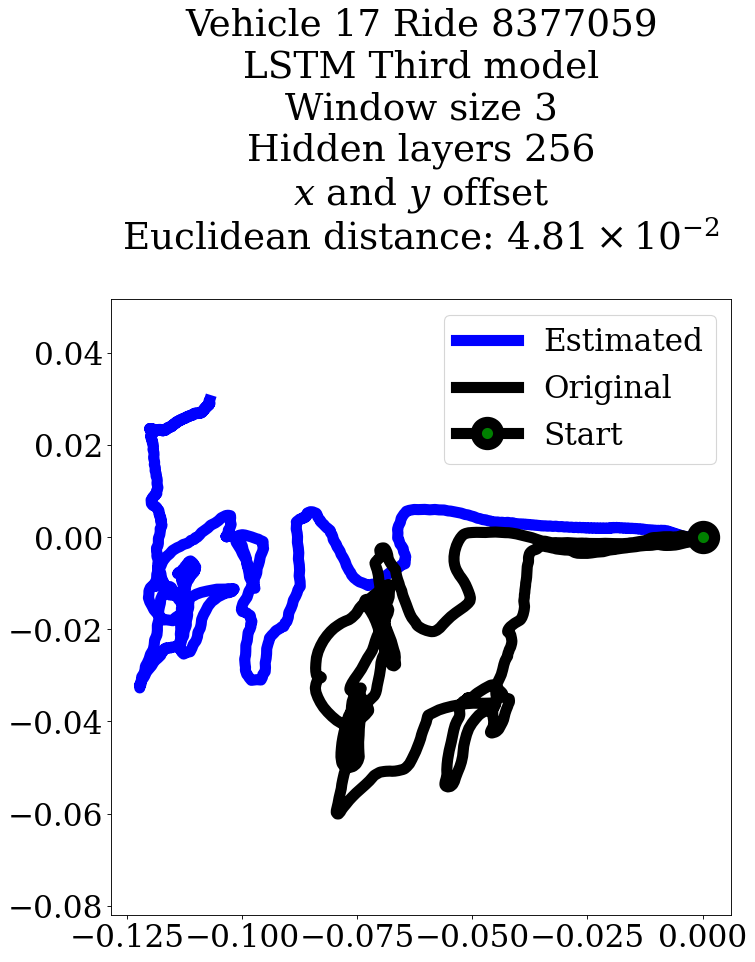 Vehicle 17 Ride 8377059
LSTM Third model
Window size 3
Hidden layers 256
x and y offset
Euclidean distance: 4.81 × 10⁻²
Estimated
Original
Start
0.04
0.02
0.00
−0.02
−0.04
−0.06
−0.08
−0.125 −0.100 −0.075 −0.050 −0.025 0.000